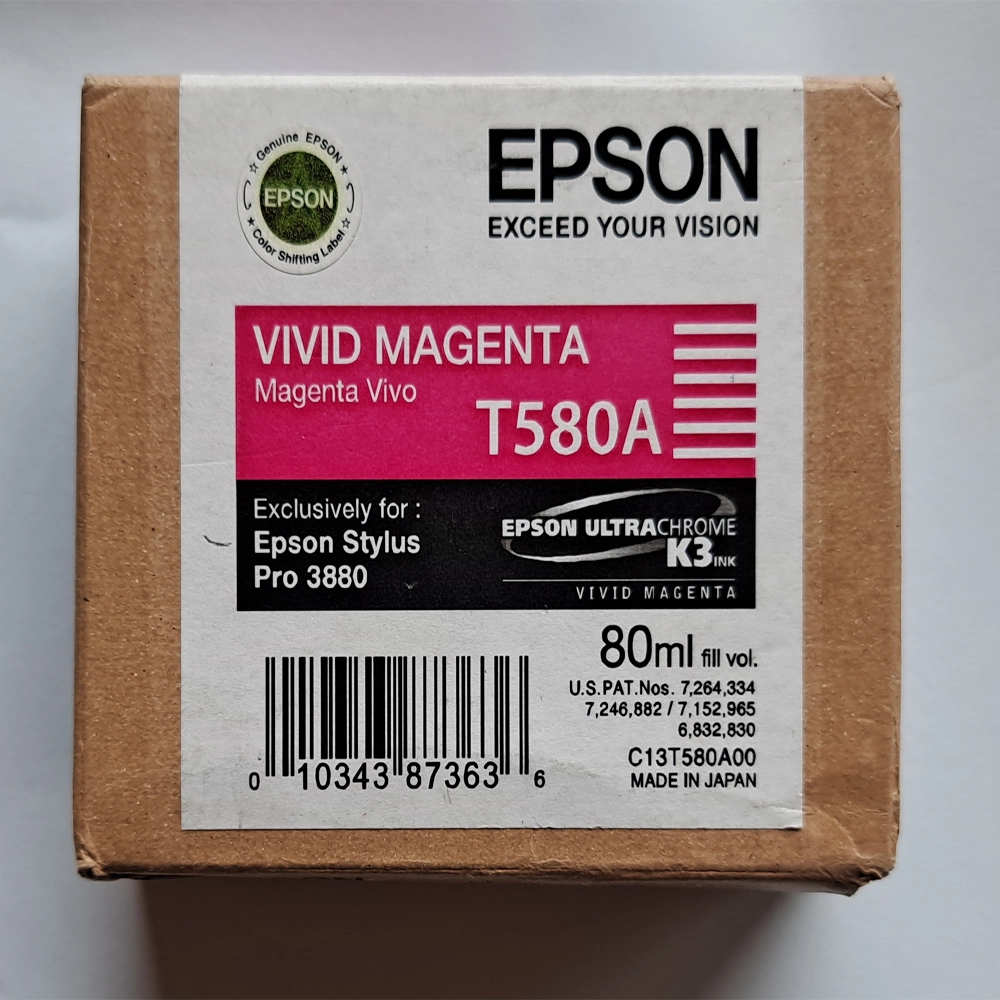 Genuine EPSON
EPSON
Color Shifting Label
EPSON
EXCEED YOUR VISION
VIVID MAGENTA
Magenta Vivo
T580A
Exclusively for :
Epson Stylus
Pro 3880
EPSON ULTRACHROME
K3 INK
VIVID MAGENTA
80ml fill vol.
U.S.PAT.Nos. 7,264,334
7,246,882 / 7,152,965
6,832,830
C13T580A00
MADE IN JAPAN
0 10343 87363 6